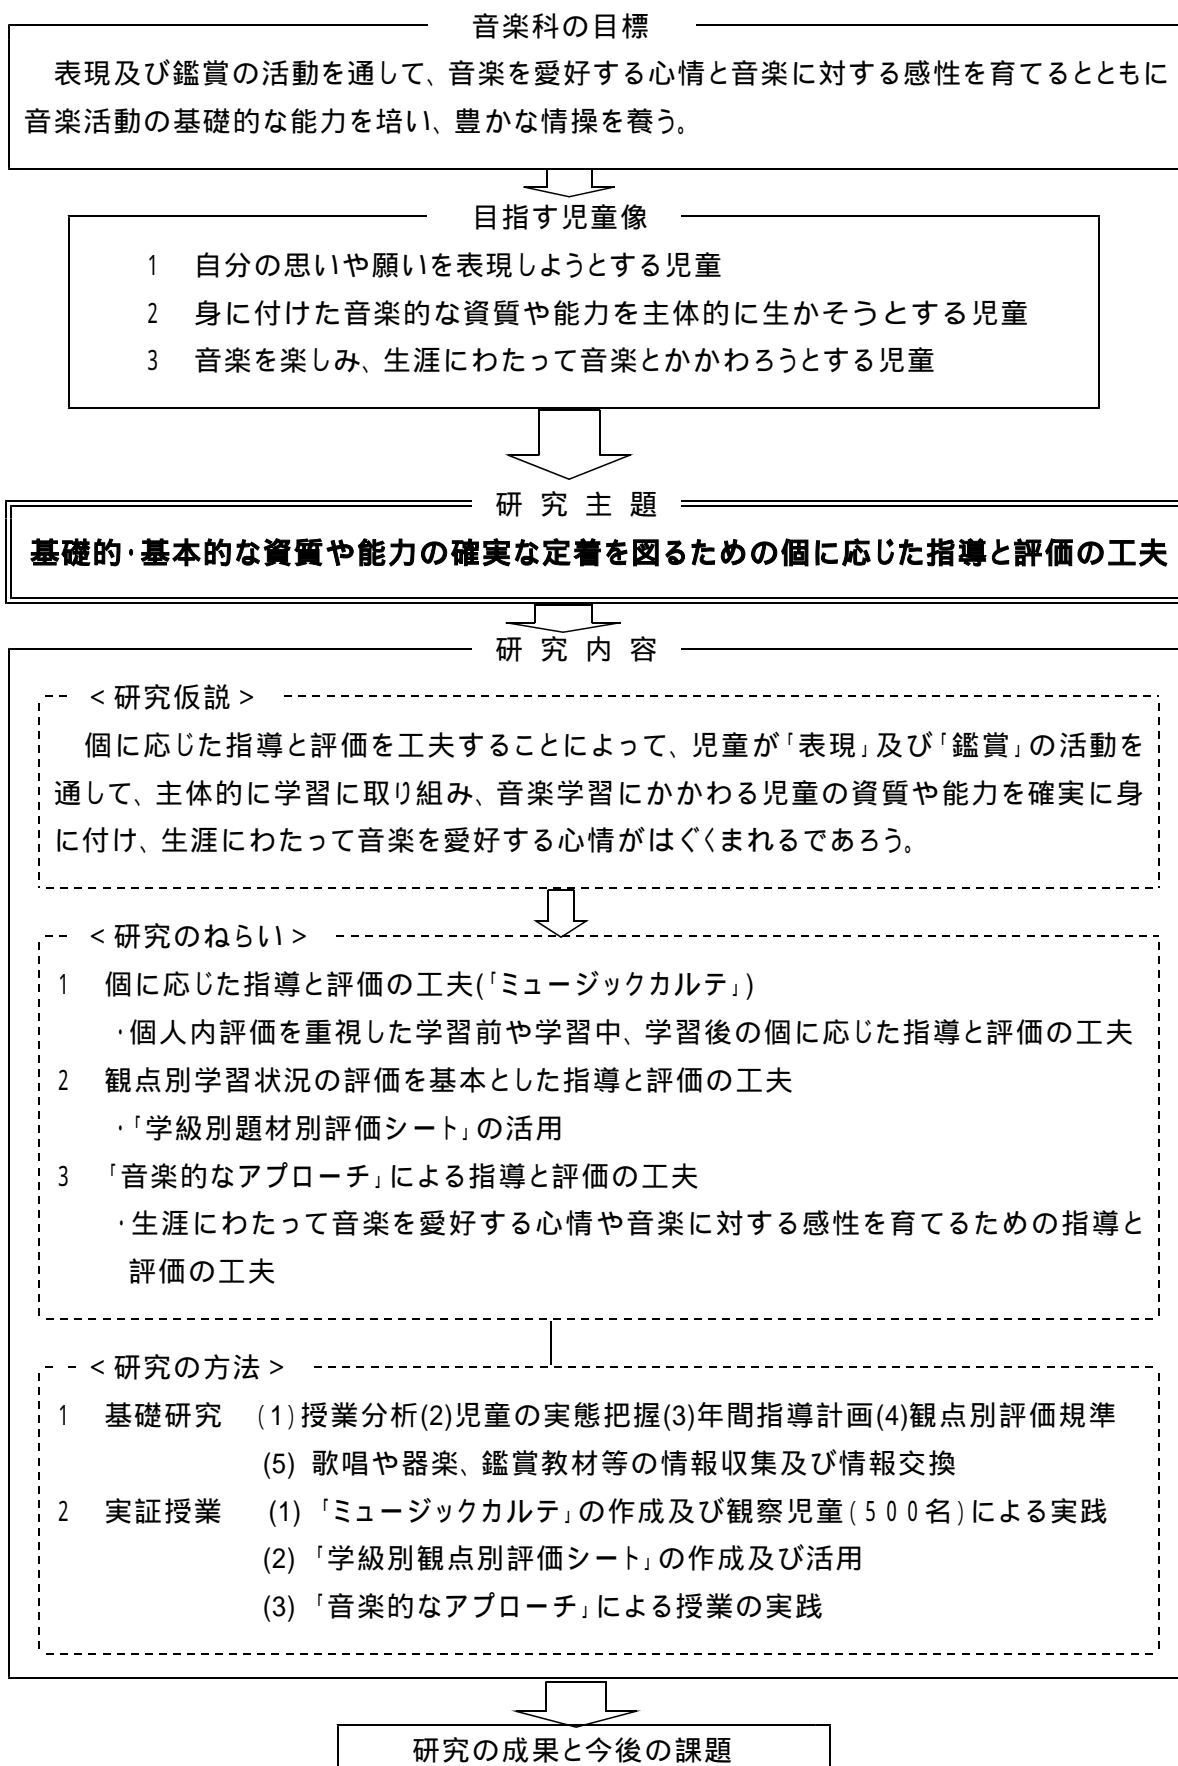 音楽科の目標
表現及び鑑賞の活動を通して、音楽を愛好する心情と音楽に対する感性を育てるとともに
音楽活動の基礎的な能力を培い、豊かな情操を養う。
目指す児童像
1 自分の思いや願いを表現しようとする児童
2 身に付けた音楽的な資質や能力を主体的に生かそうとする児童
3 音楽を楽しみ、生涯にわたって音楽とかかわろうとする児童
研 究 主 題
基礎的・基本的な資質や能力の確実な定着を図るための個に応じた指導と評価の工夫
研 究 内 容
<研究仮説>
個に応じた指導と評価を工夫することによって、児童が「表現」及び「鑑賞」の活動を
通して、主体的に学習に取り組み、音楽学習にかかわる児童の資質や能力を確実に身
に付け、生涯にわたって音楽を愛好する心情がはぐくまれるであろう。
<研究のねらい>
1 個に応じた指導と評価の工夫(「ミュージックカルテ」)
・個人内評価を重視した学習前や学習中、学習後の個に応じた指導と評価の工夫
2 観点別学習状況の評価を基本とした指導と評価の工夫
・「学級別題材別評価シート」の活用
3 「音楽的なアプローチ」による指導と評価の工夫
・生涯にわたって音楽を愛好する心情や音楽に対する感性を育てるための指導と
評価の工夫
<研究の方法>
1 基礎研究 (1)授業分析(2)児童の実態把握(3)年間指導計画(4)観点別評価規準
(5) 歌唱や器楽、鑑賞教材等の情報収集及び情報交換
2 実証授業 (1) 「ミュージックカルテ」の作成及び観察児童(500名)による実践
(2) 「学級別観点別評価シート」の作成及び活用
(3) 「音楽的なアプローチ」による授業の実践
研究の成果と今後の課題